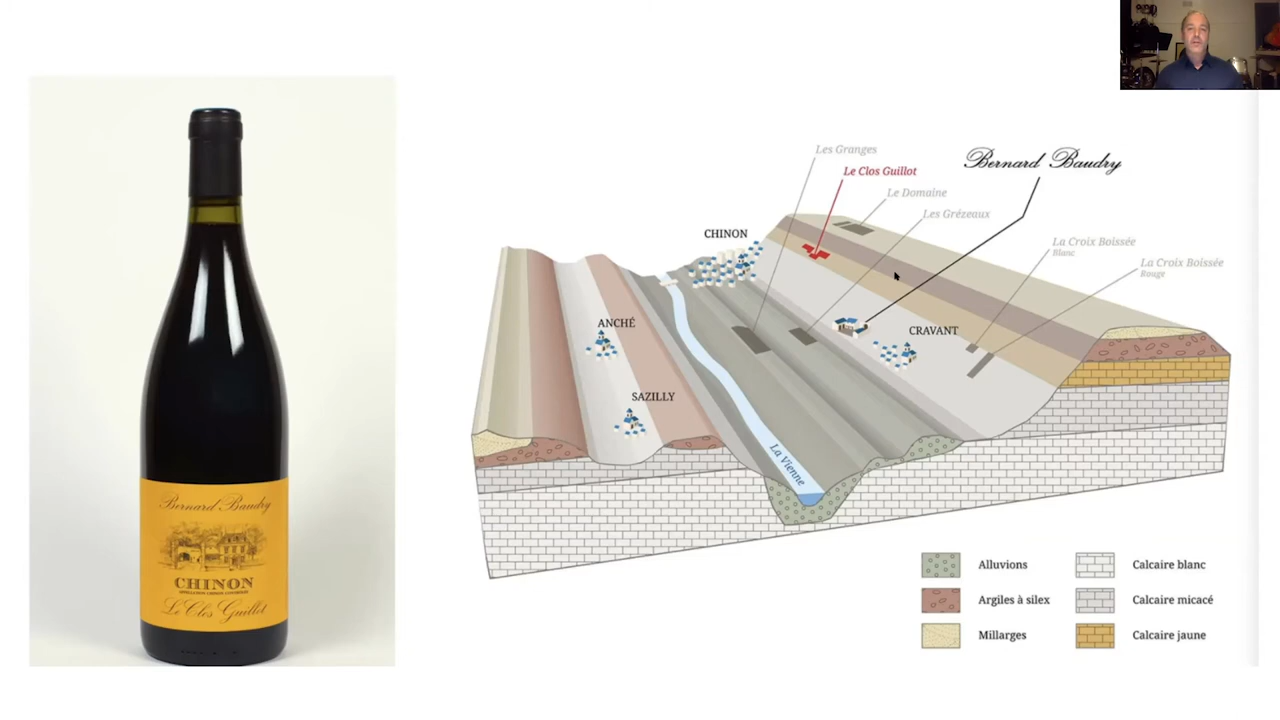 Bernard Baudry
CHINON
APPELLATION CHINON CONTRÔLÉE
Le Clos Guillot
Les Granges
Le Clos Guillot
Le Domaine
Les Grézeaux
Bernard Baudry
CHINON
La Croix Boissée
Blanc
La Croix Boissée
Rouge
ANCHÉ
CRAVANT
SAZILLY
La Vienne
Alluvions
Calcaire blanc
Argiles à silex
Calcaire micacé
Millarges
Calcaire jaune